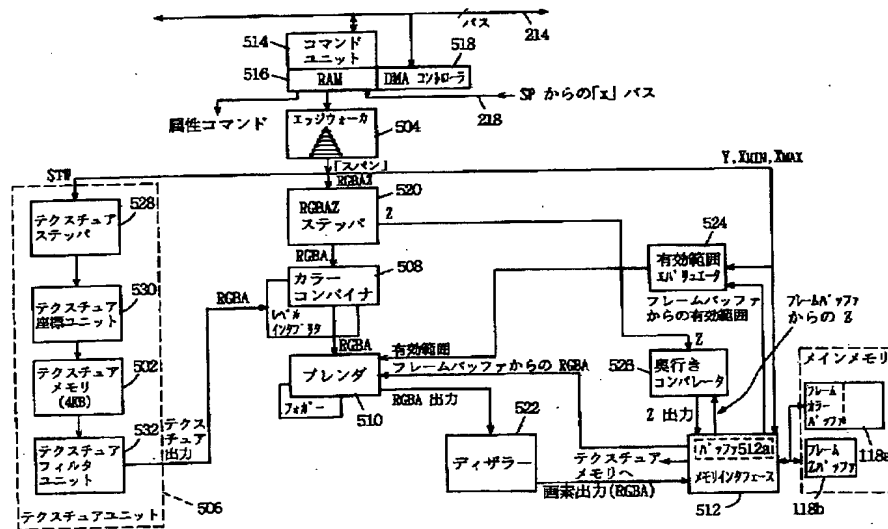 バス
214
514
コマンド
ユニット
518
516
RAM
DMA コントローラ
SP からの「x」バス
218
属性コマンド
エッジウォーカ
504
「スパン」
STW
RGBAZ
Y, XMIN, XMAX
528
テクスチュア
ステッパ
520
RGBAZ
ステッパ
Z
524
有効範囲
エバリュエータ
RGBA
530
テクスチュア
座標ユニット
RGBA
508
カラー
コンバイナ
フレームバッファ
からの有効範囲
フレームバッファ
からの Z
レベル
RGBA
502
テクスチュア
メモリ
(4KB)
有効範囲
Z
フレームバッファからの RGBA
526
奥行き
コンパレータ
メインメモリ
ブレンダ
フォガー
510
RGBA 出力
フレーム
カラー
バッファ
118a
532
テクス
チュア
出力
テクスチュア
フィルタ
ユニット
522
ディザラー
Z 出力
バッファ512a
フレーム
Zバッファ
テクスチュア
メモリへ
メモリインタフェース
画素出力(RGBA)
512
118b
506
テクスチュアユニット